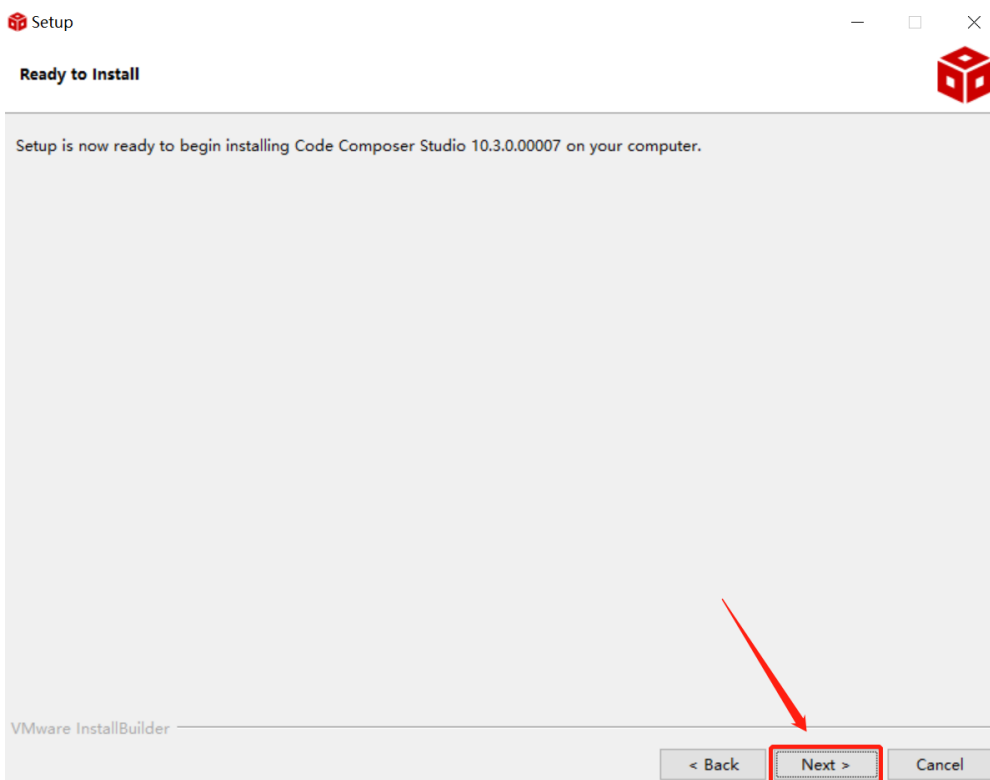 Setup
Ready to Install
Setup is now ready to begin installing Code Composer Studio 10.3.0.00007 on your computer.
VMware InstallBuilder
< Back
Next >
Cancel